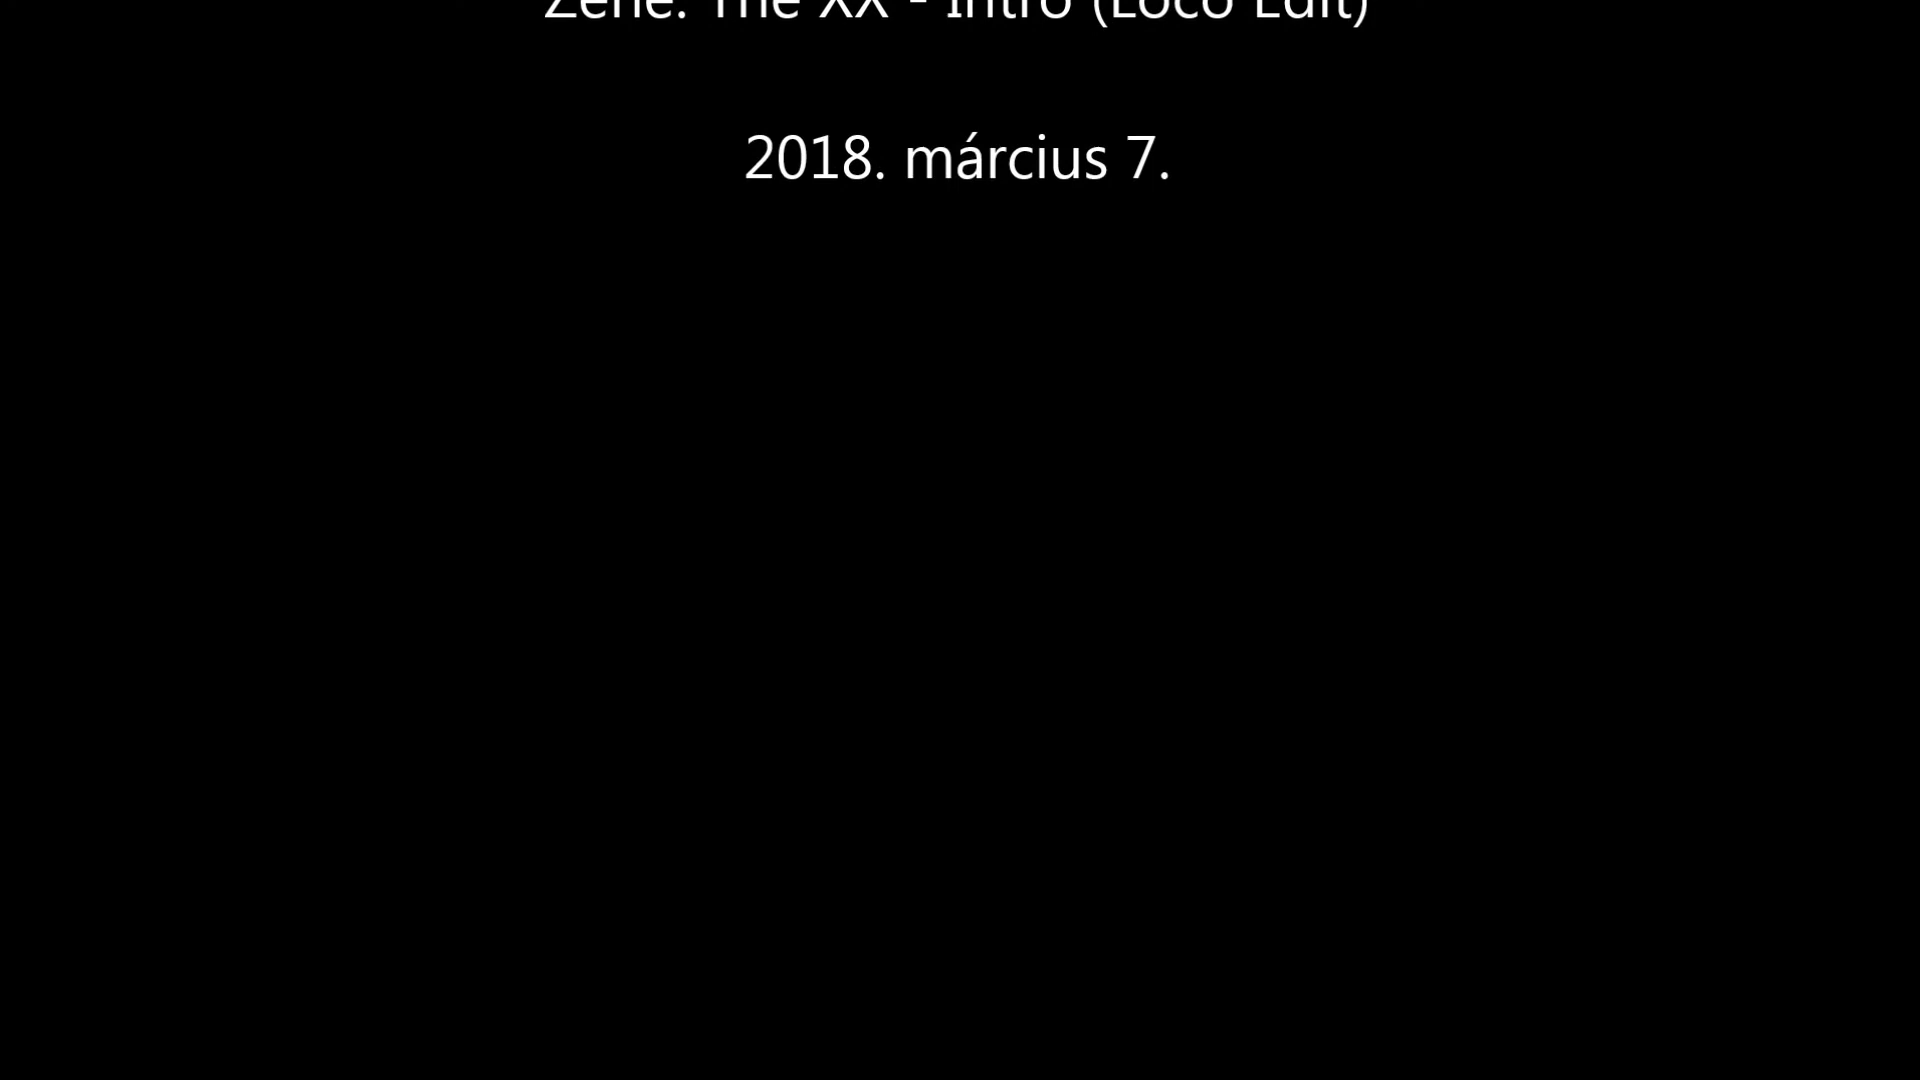 Zene: The XX - Intro (Loco Edit)
2018. március 7.